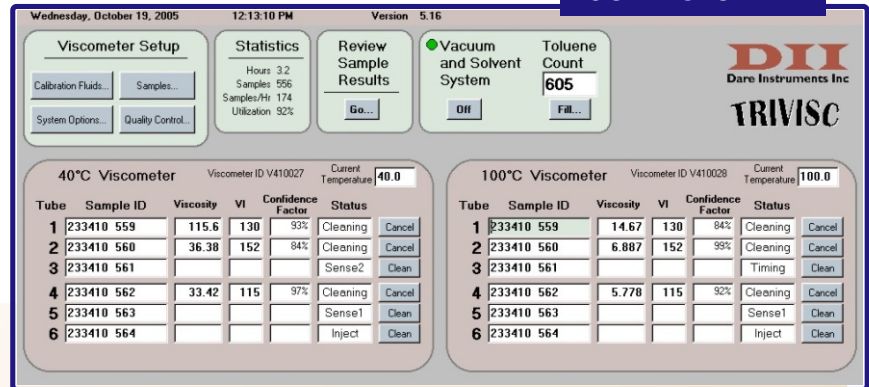 Wednesday, October 19, 2005 12:13:10 PM Version 5.16
Viscometer Setup
Calibration Fluids... Samples...
System Options... Quality Control...
Statistics
Hours 3.2
Samples 556
Samples/Hr 174
Utilization 92%
Review
Sample
Results
Go...
Vacuum
and Solvent
System
Off
Toluene
Count
605
Fill...
DII
Dare Instruments Inc
TRIVISC
40°C Viscometer Viscometer ID V410027 Current Temperature 40.0
Tube Sample ID Viscosity VI Confidence Factor Status
1 233410 559 115.6 130 93% Cleaning Cancel
2 233410 560 36.38 152 84% Cleaning Cancel
3 233410 561 Sense2 Clean
4 233410 562 33.42 115 97% Cleaning Cancel
5 233410 563 Sense1 Clean
6 233410 564 Inject Clean
100°C Viscometer Viscometer ID V410028 Current Temperature 100.0
Tube Sample ID Viscosity VI Confidence Factor Status
1 233410 559 14.67 130 84% Cleaning Cancel
2 233410 560 6.887 152 99% Cleaning Cancel
3 233410 561 Timing Clean
4 233410 562 5.778 115 92% Cleaning Cancel
5 233410 563 Sense1 Clean
6 233410 564 Inject Clean